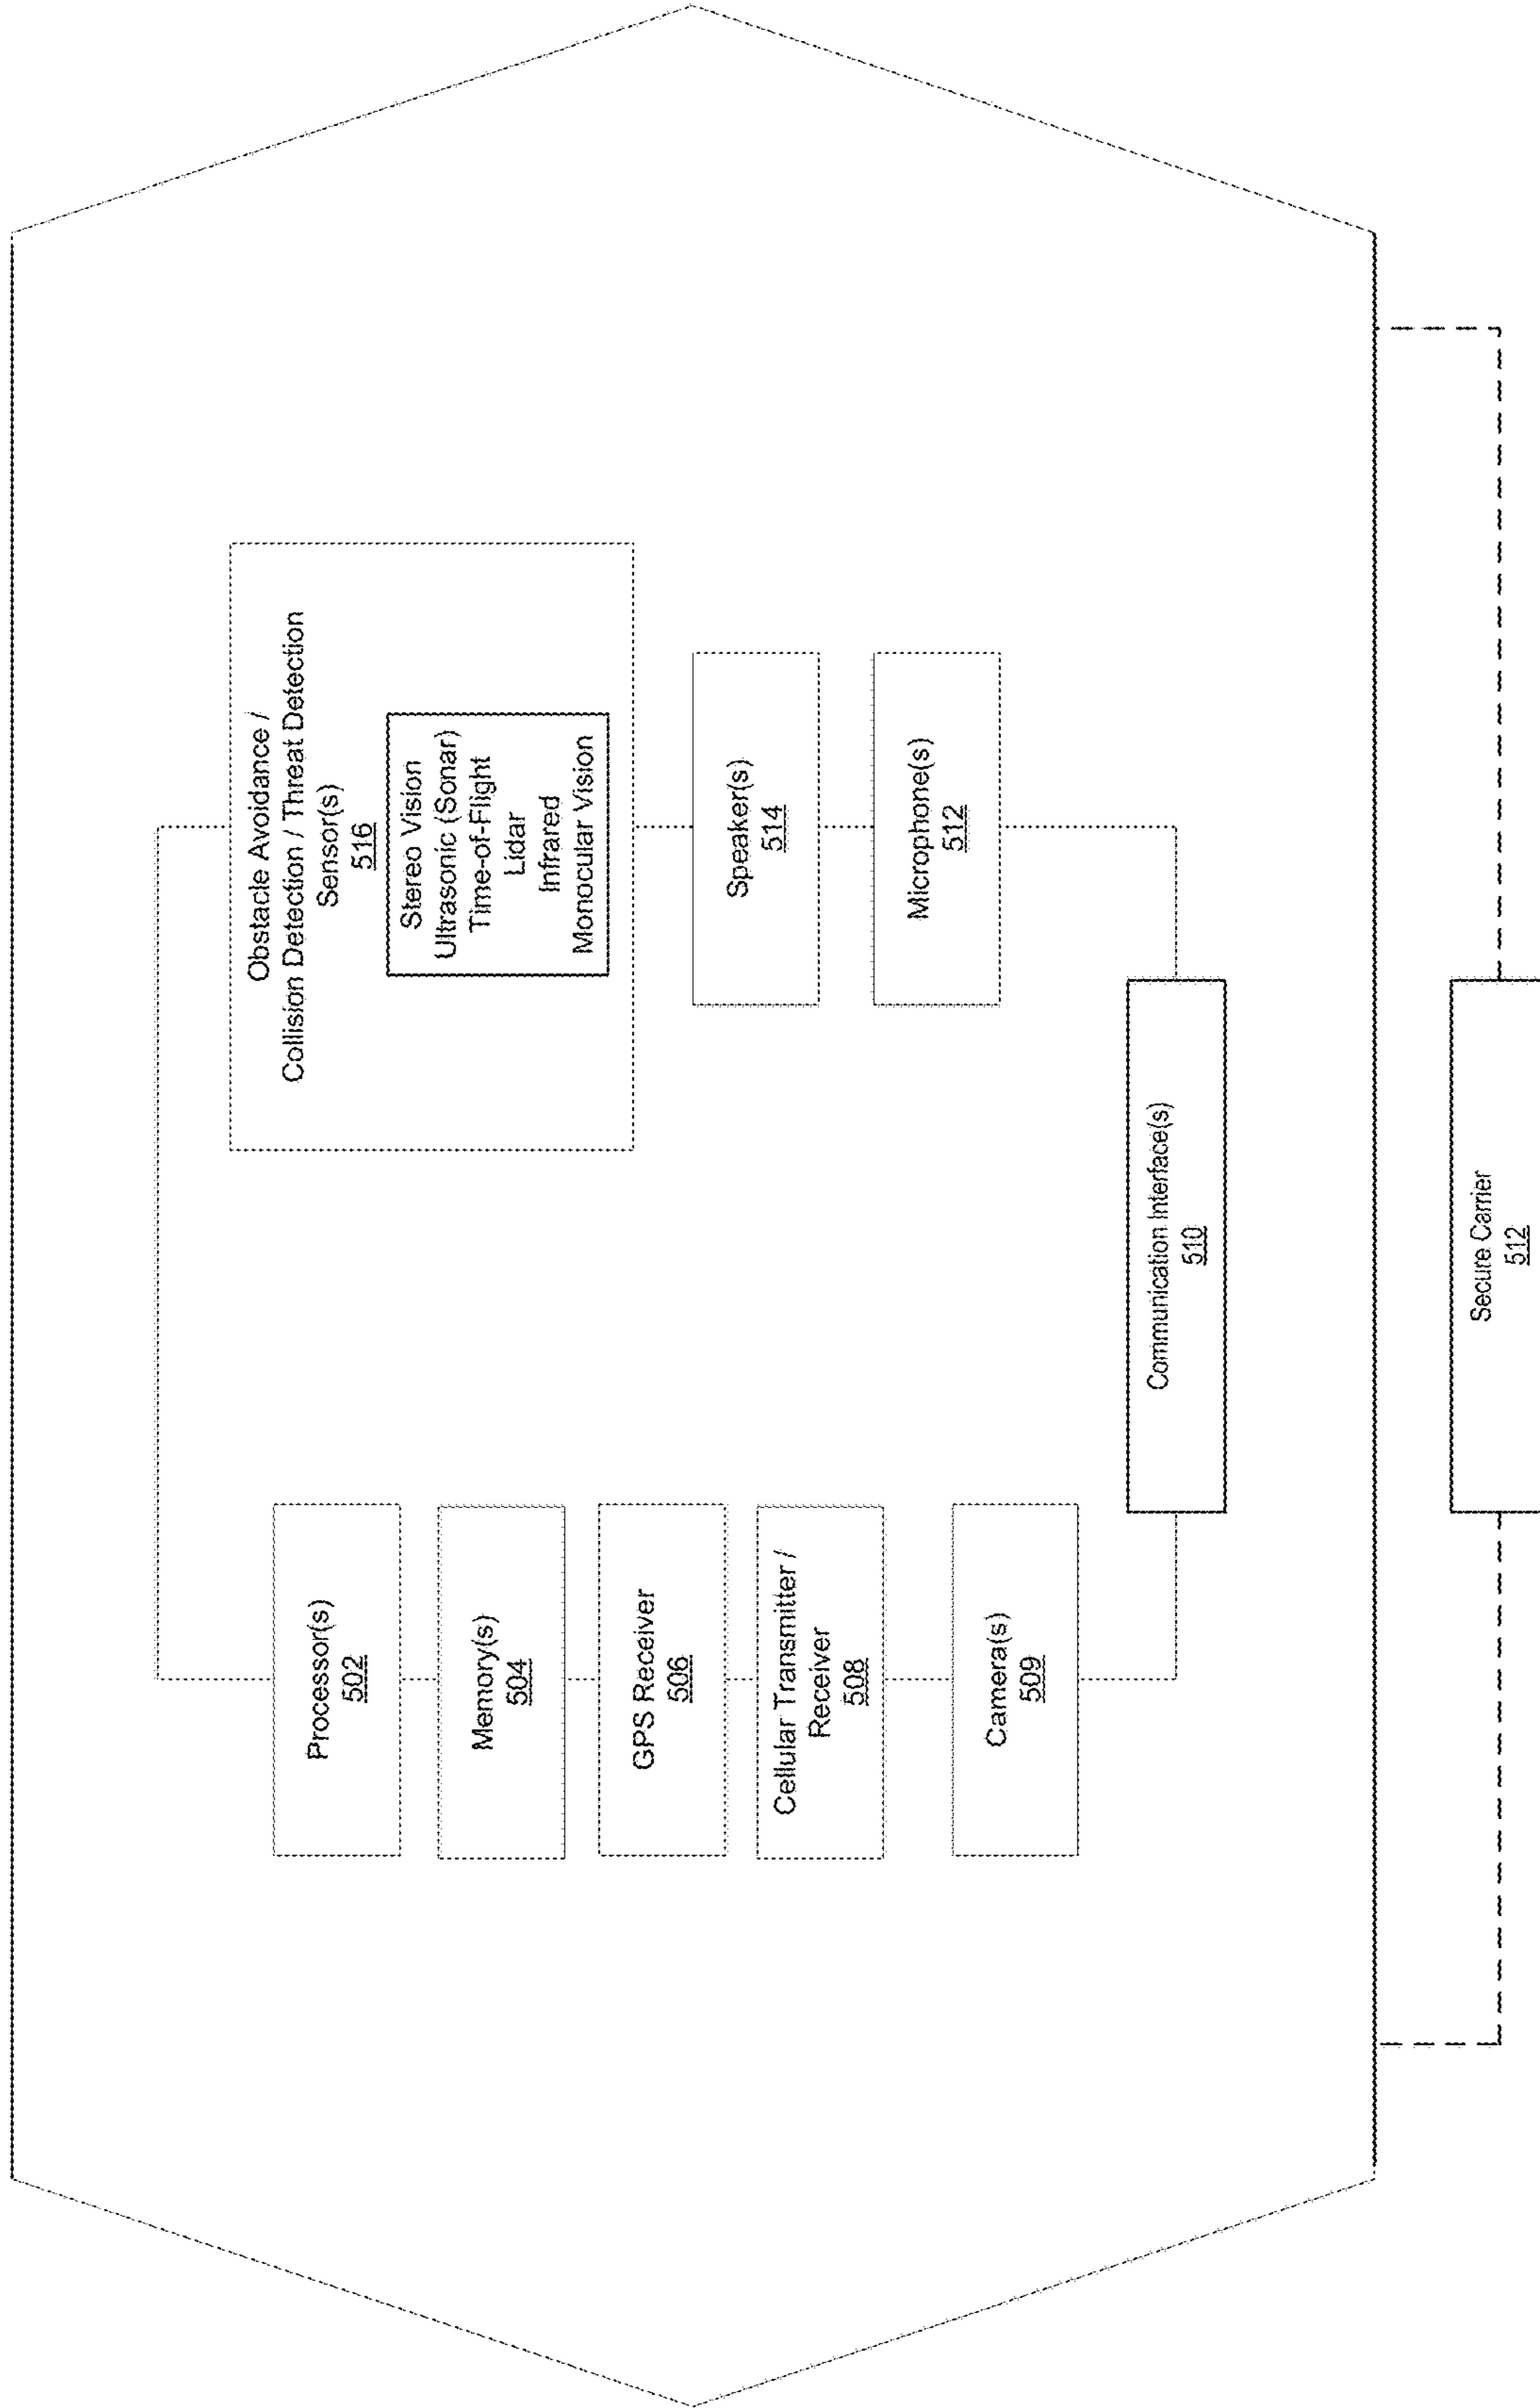 Processor(s)
502
Memory(s)
504
GPS Receiver
506
Cellular Transmitter /
Receiver
508
Camera(s)
509
Obstacle Avoidance /
Collision Detection / Threat Detection
Sensor(s)
516
Stereo Vision
Ultrasonic (Sonar)
Time-of-Flight
Lidar
Infrared
Monocular Vision
Speaker(s)
514
Microphone(s)
512
Communication Interface(s)
510
Secure Carrier
512